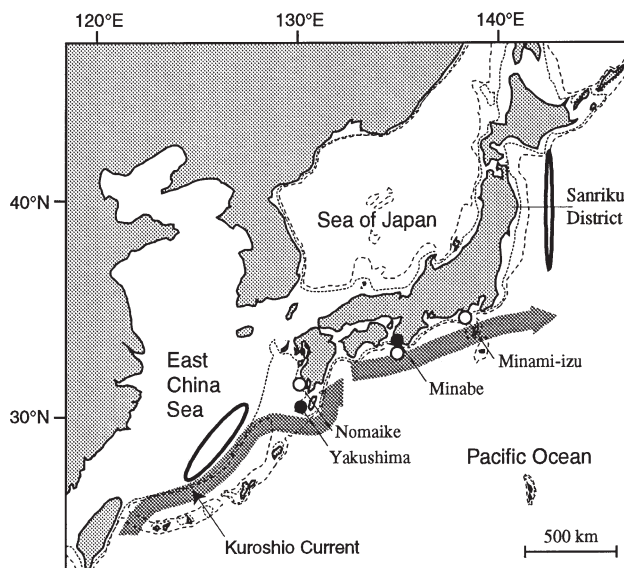 120°E 130°E 140°E
40°N
Sanriku
District
Sea of Japan
East
China
Sea
Minami-izu
Minabe
30°N
Nomaike
Yakushima
Pacific Ocean
Kuroshio Current
500 km